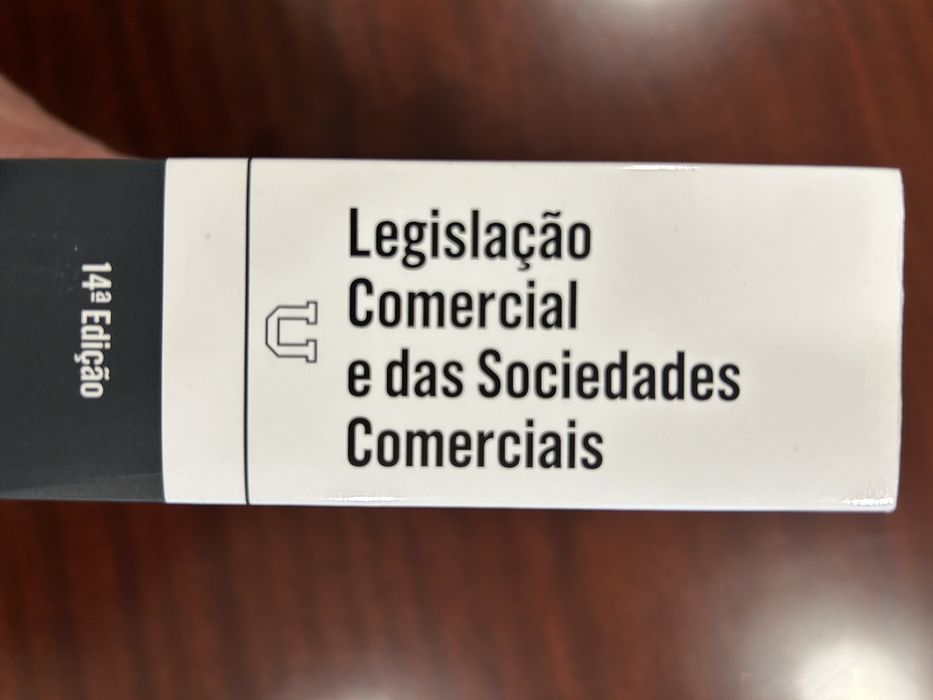 Legislação
Comercial
e das Sociedades
Comerciais
U
14ª Edição